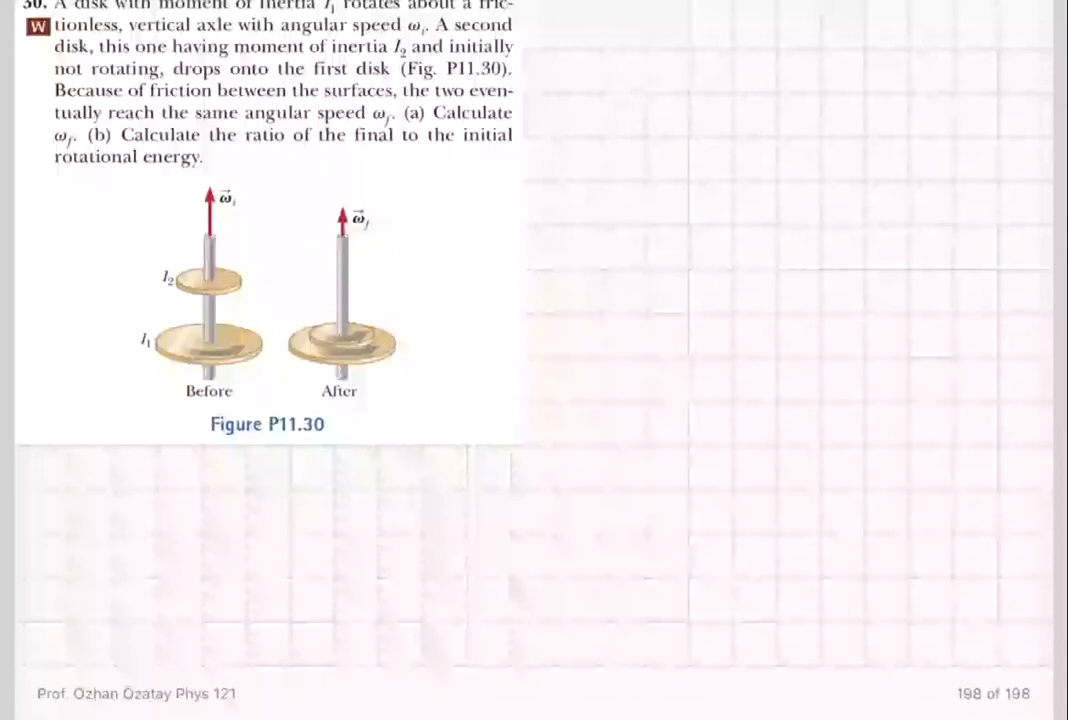 30. A disk with moment of inertia I₁ rotates about a fric-
W tionless, vertical axle with angular speed ωᵢ. A second
disk, this one having moment of inertia I₂ and initially
not rotating, drops onto the first disk (Fig. P11.30).
Because of friction between the surfaces, the two even-
tually reach the same angular speed ω_f. (a) Calculate
ω_f. (b) Calculate the ratio of the final to the initial
rotational energy.
ω⃗ᵢ
ω⃗_f
I₂
I₁
Before
After
Figure P11.30
Prof. Ozhan Özatay Phys 121
198 of 198